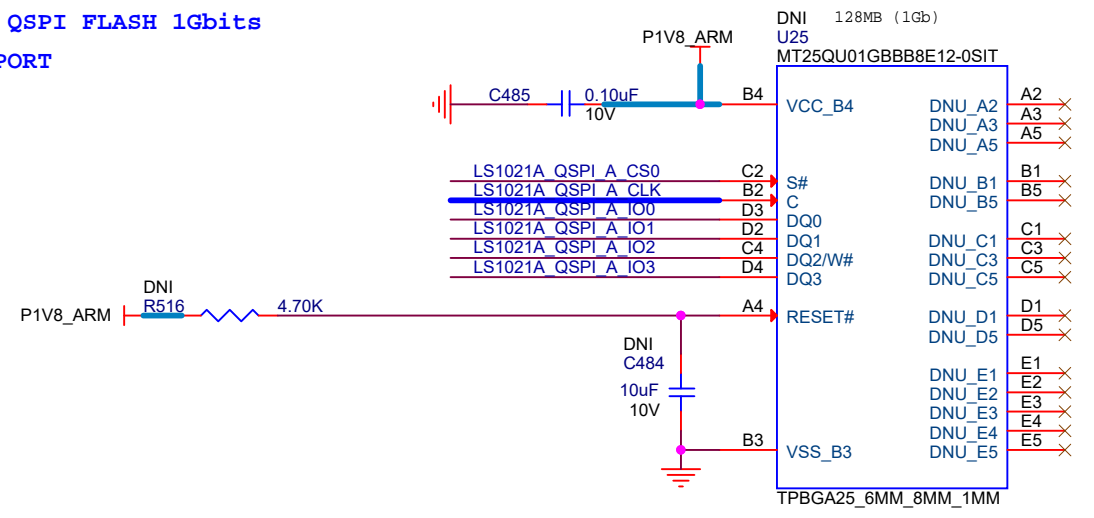 QSPI FLASH 1Gbits
PORT
DNI 128MB (1Gb)
U25
MT25QU01GBBB8E12-0SIT
P1V8_ARM
C485 0.10uF
10V
B4 VCC_B4
LS1021A_QSPI_A_CS0 C2 S#
LS1021A_QSPI_A_CLK B2 C
LS1021A_QSPI_A_IO0 D3 DQ0
LS1021A_QSPI_A_IO1 D2 DQ1
LS1021A_QSPI_A_IO2 C4 DQ2/W#
LS1021A_QSPI_A_IO3 D4 DQ3
DNI
P1V8_ARM R516 4.70K A4 RESET#
DNI
C484
10uF
10V
B3 VSS_B3
DNU_A2 A2
DNU_A3 A3
DNU_A5 A5
DNU_B1 B1
DNU_B5 B5
DNU_C1 C1
DNU_C3 C3
DNU_C5 C5
DNU_D1 D1
DNU_D5 D5
DNU_E1 E1
DNU_E2 E2
DNU_E3 E3
DNU_E4 E4
DNU_E5 E5
TPBGA25_6MM_8MM_1MM